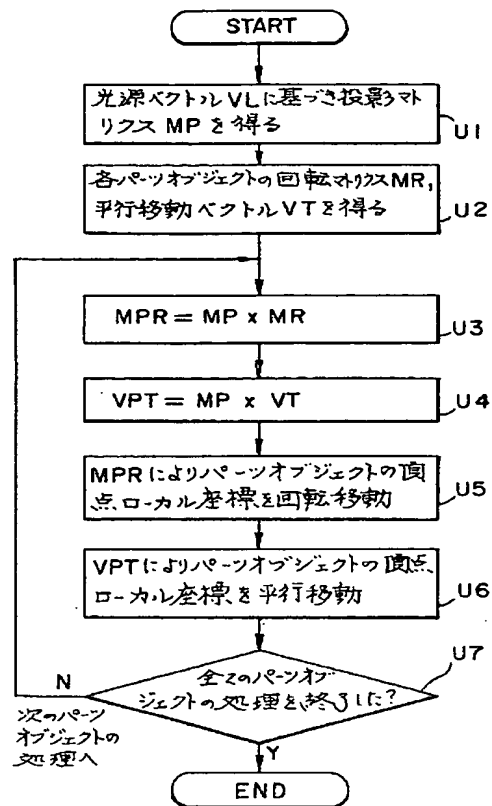 START
光源ベクトルVLに基づき投影マト
リクスMPを得る
U1
各パーツオブジェクトの回転マトリクスMR,
平行移動ベクトルVTを得る
U2
MPR = MP x MR
U3
VPT = MP x VT
U4
MPRによりパーツオブジェクトの頂
点ローカル座標を回転移動
U5
VPTによりパーツオブジェクトの頂点
ローカル座標を平行移動
U6
U7
全てのパーツオブ
ジェクトの処理を終了した?
N
次のパーツ
オブジェクトの
処理へ
Y
END